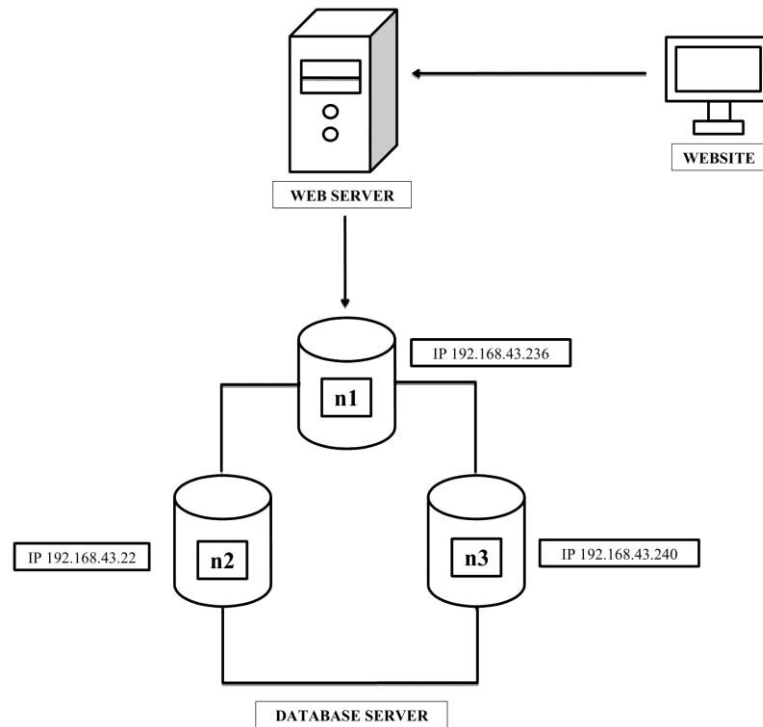 WEBSITE
WEB SERVER
IP 192.168.43.236
n1
IP 192.168.43.22
n2
n3
IP 192.168.43.240
DATABASE SERVER